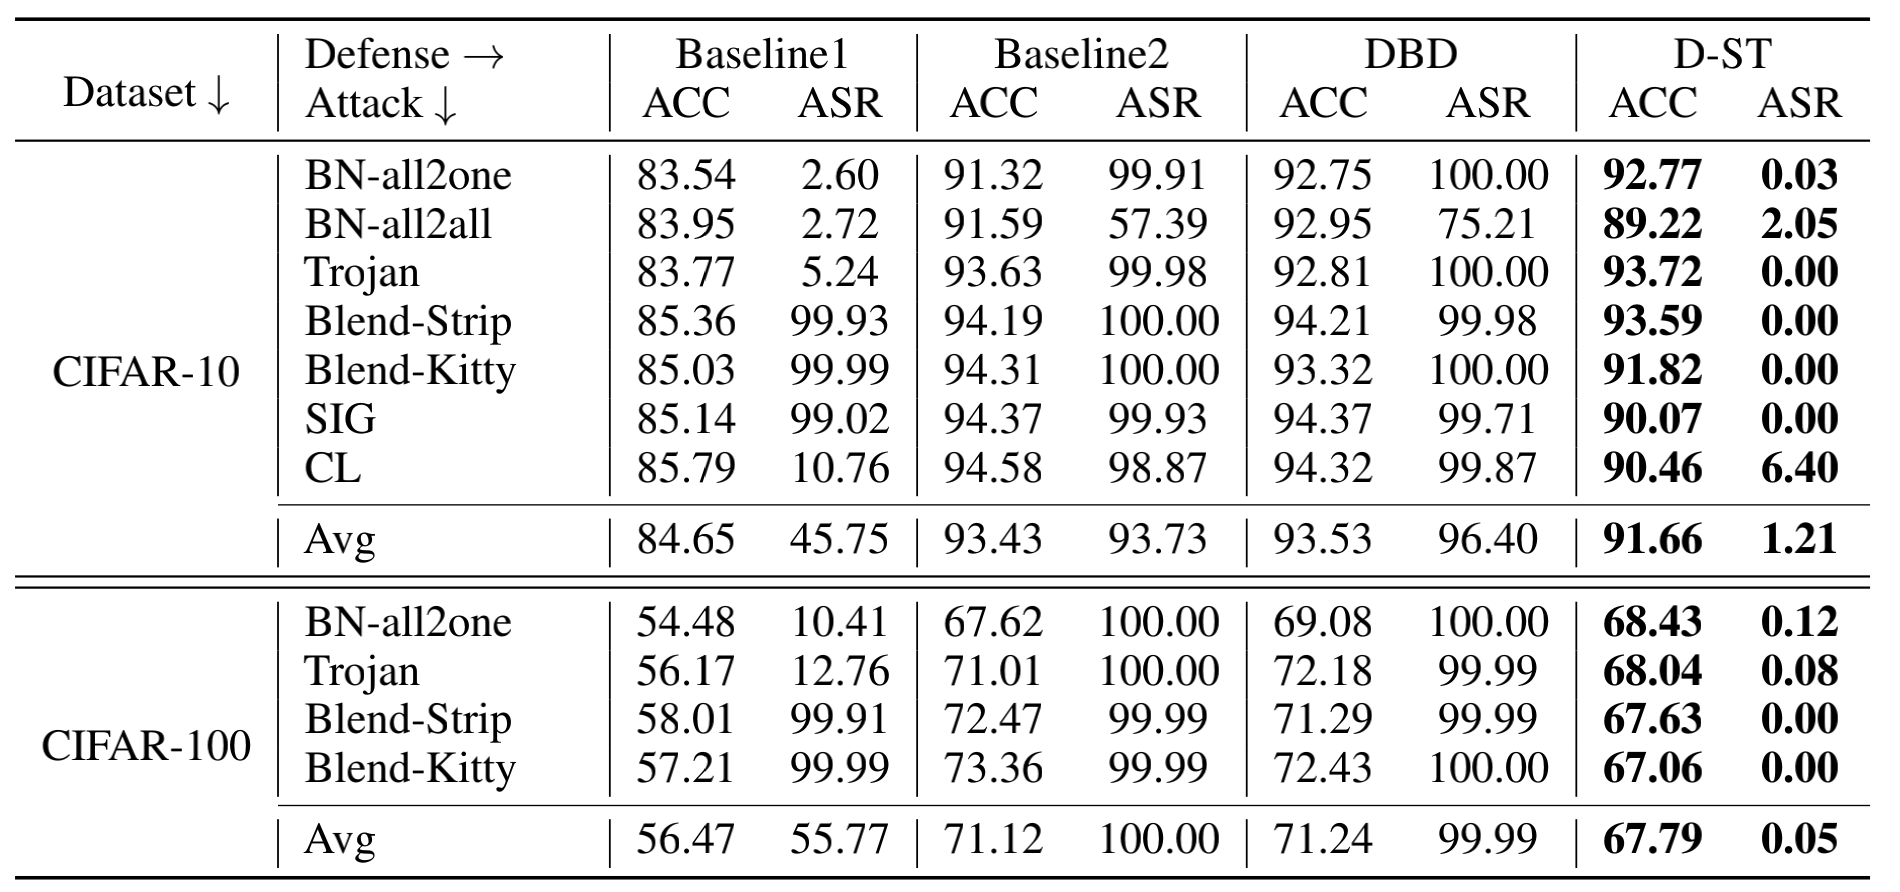 Dataset ↓ Defense → Baseline1 Baseline2 DBD D-ST
Attack ↓ ACC ASR ACC ASR ACC ASR ACC ASR
CIFAR-10 BN-all2one 83.54 2.60 91.32 99.91 92.75 100.00 92.77 0.03
BN-all2all 83.95 2.72 91.59 57.39 92.95 75.21 89.22 2.05
Trojan 83.77 5.24 93.63 99.98 92.81 100.00 93.72 0.00
Blend-Strip 85.36 99.93 94.19 100.00 94.21 99.98 93.59 0.00
Blend-Kitty 85.03 99.99 94.31 100.00 93.32 100.00 91.82 0.00
SIG 85.14 99.02 94.37 99.93 94.37 99.71 90.07 0.00
CL 85.79 10.76 94.58 98.87 94.32 99.87 90.46 6.40
Avg 84.65 45.75 93.43 93.73 93.53 96.40 91.66 1.21
CIFAR-100 BN-all2one 54.48 10.41 67.62 100.00 69.08 100.00 68.43 0.12
Trojan 56.17 12.76 71.01 100.00 72.18 99.99 68.04 0.08
Blend-Strip 58.01 99.91 72.47 99.99 71.29 99.99 67.63 0.00
Blend-Kitty 57.21 99.99 73.36 99.99 72.43 100.00 67.06 0.00
Avg 56.47 55.77 71.12 100.00 71.24 99.99 67.79 0.05